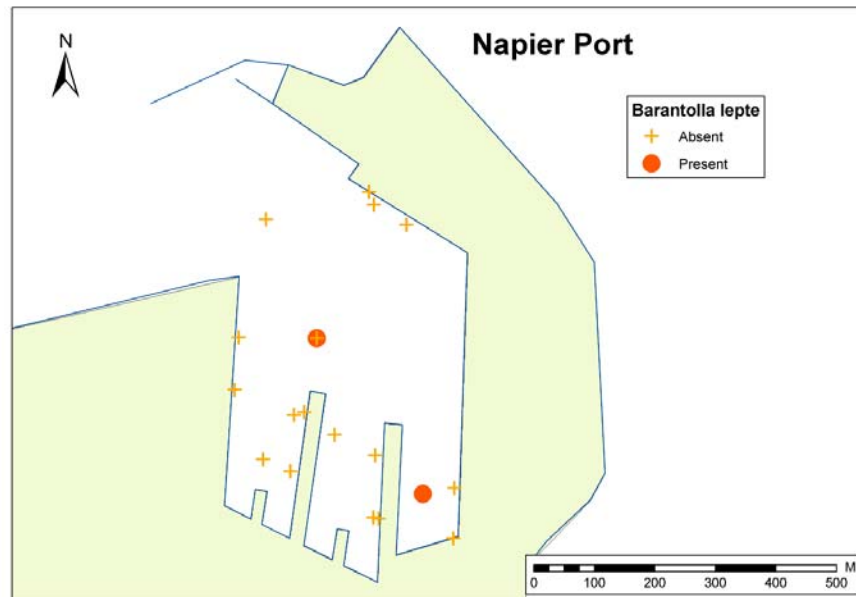 Napier Port
N
Barantolla lepte
Absent
Present
M
0 100 200 300 400 500